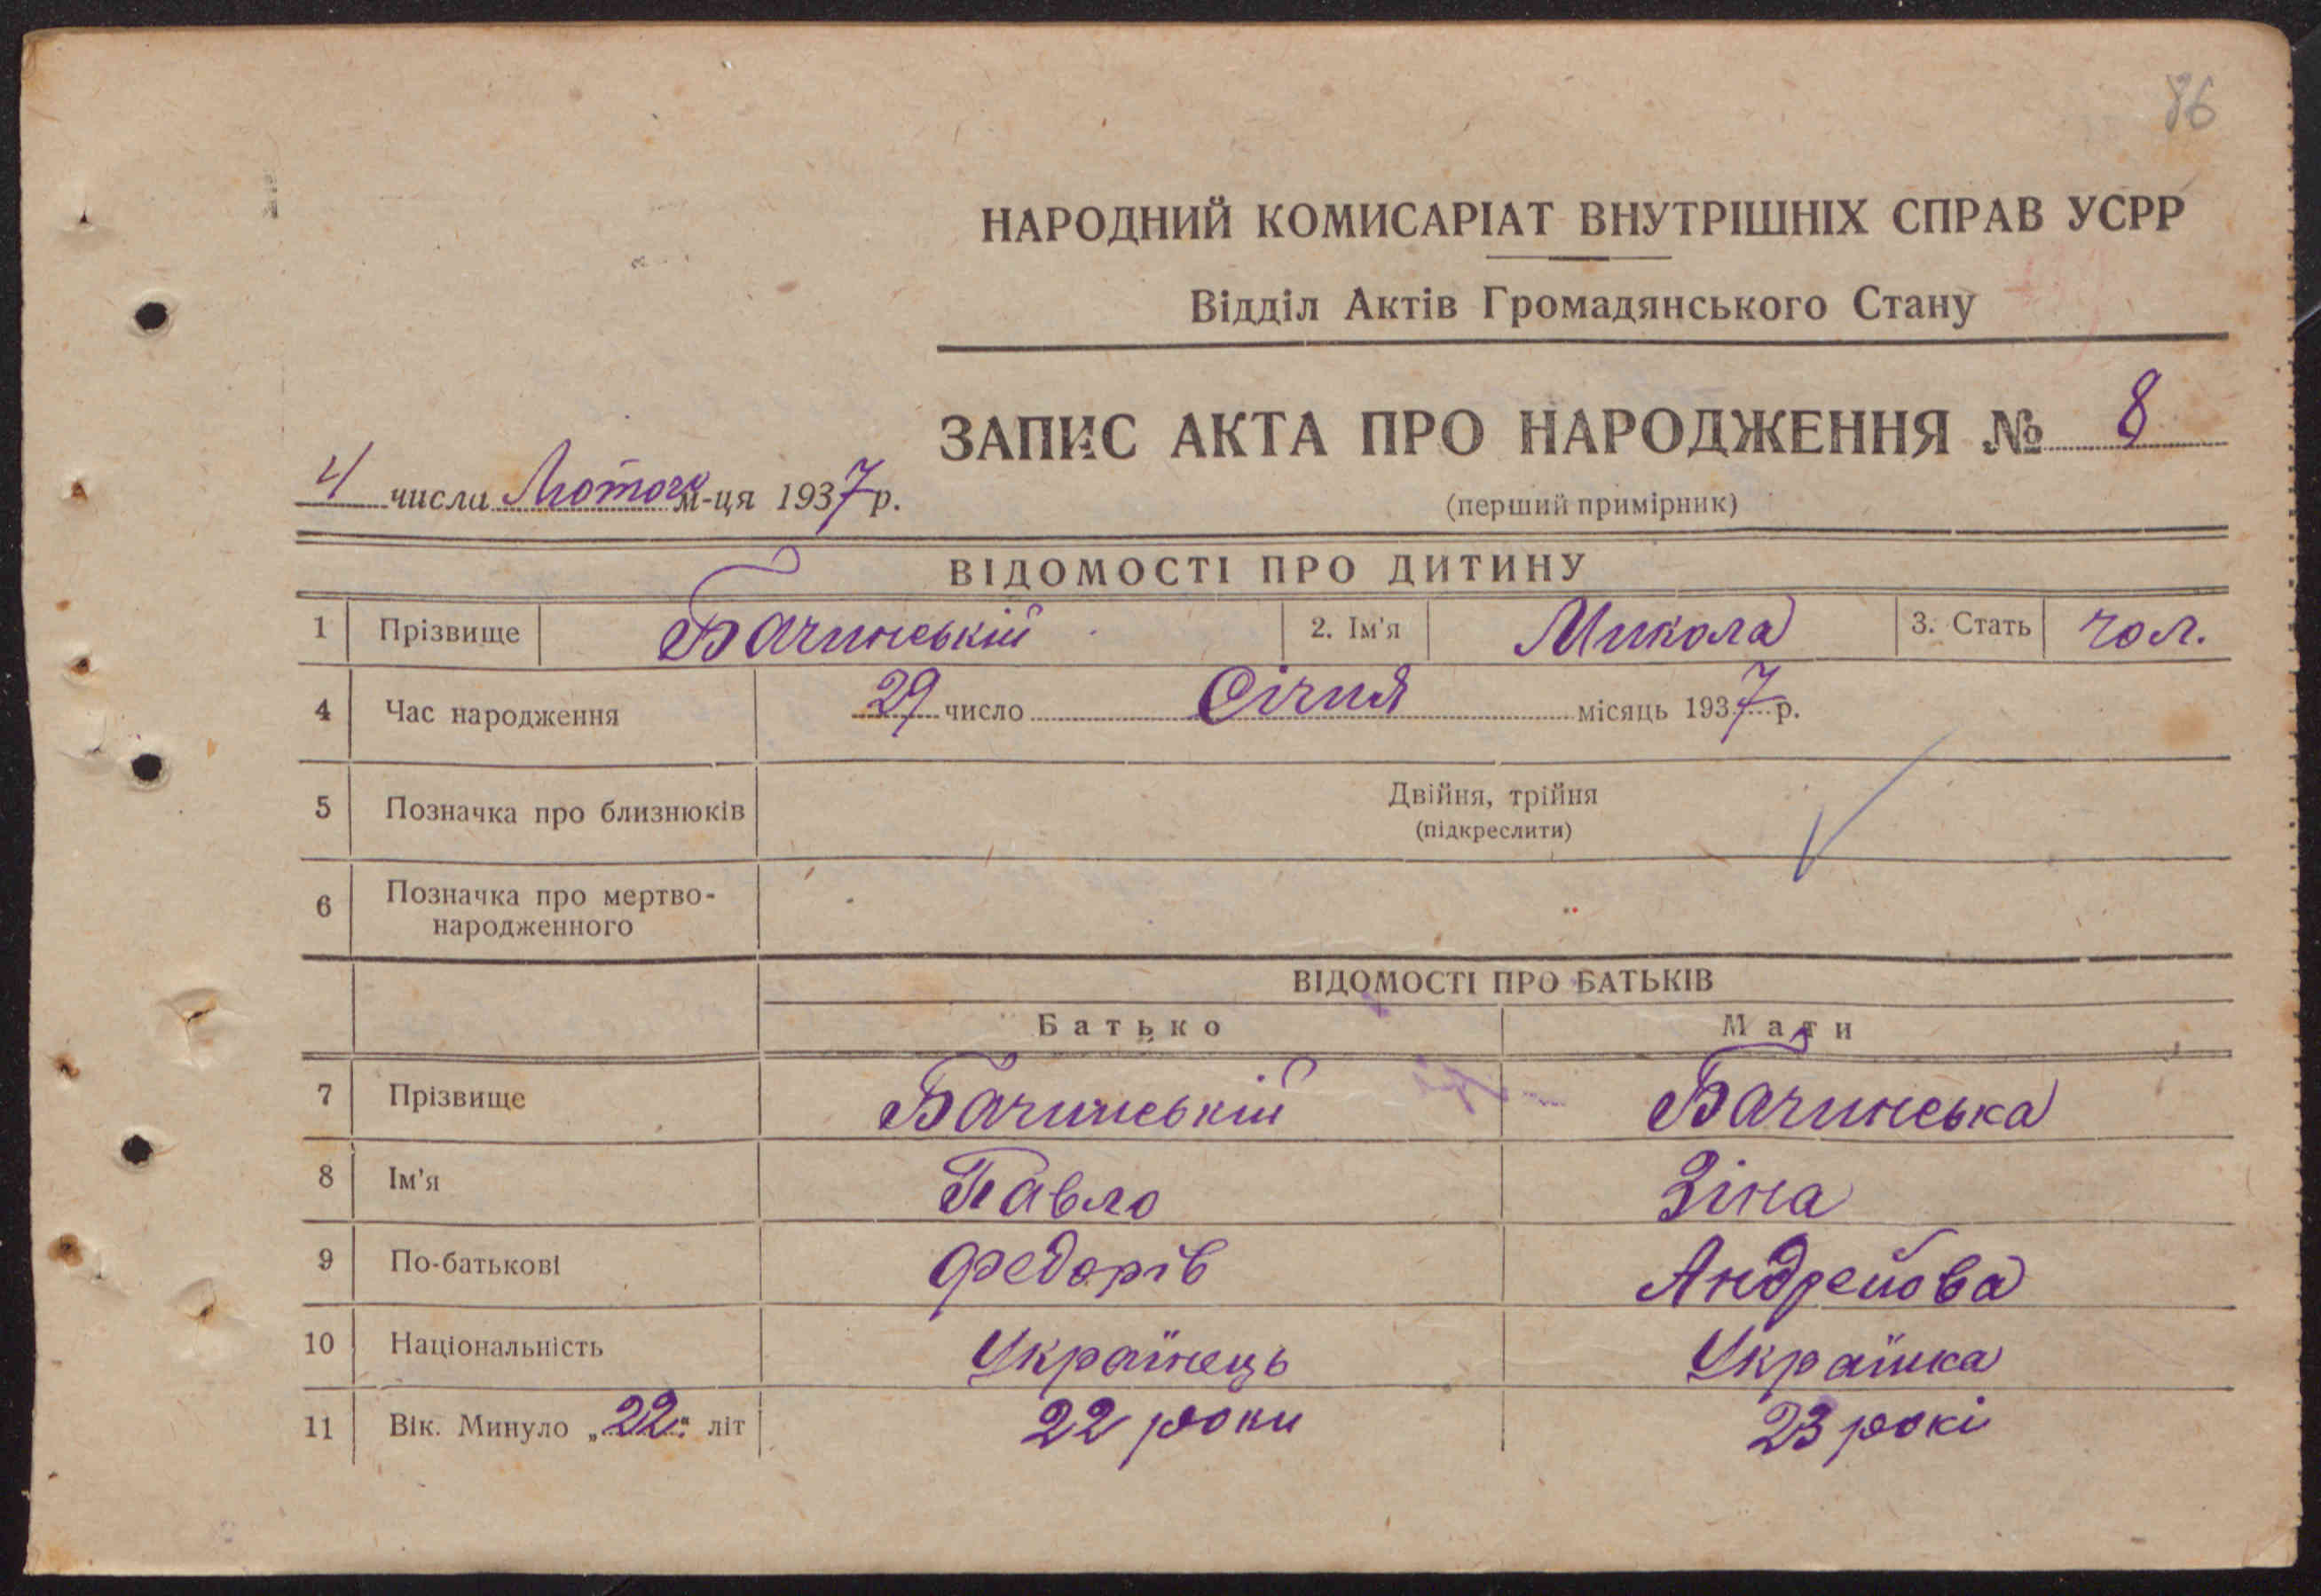 86
НАРОДНИЙ КОМИСАРІАТ ВНУТРІШНІХ СПРАВ УСРР
Відділ Актів Громадянського Стану
ЗАПИС АКТА ПРО НАРОДЖЕННЯ № 8
4 числа Лютого м-ця 1937 р.
(перший примірник)
ВІДОМОСТІ ПРО ДИТИНУ
1 Прізвище Бачинській 2. Ім'я Микола 3. Стать чол.
4 Час народження 29 число Січня місяць 1937 р.
5 Позначка про близнюків Двійня, трійня
(підкреслити)
6 Позначка про мертво-
народженного
ВІДОМОСТІ ПРО БАТЬКІВ
Батько Мати
7 Прізвище Бачинській Бачинська
8 Ім'я Павло Зіна
9 По-батькові Федорів Андрейова
10 Національність Українець Українка
11 Вік. Минуло „22" літ 22 роки 23 рокі